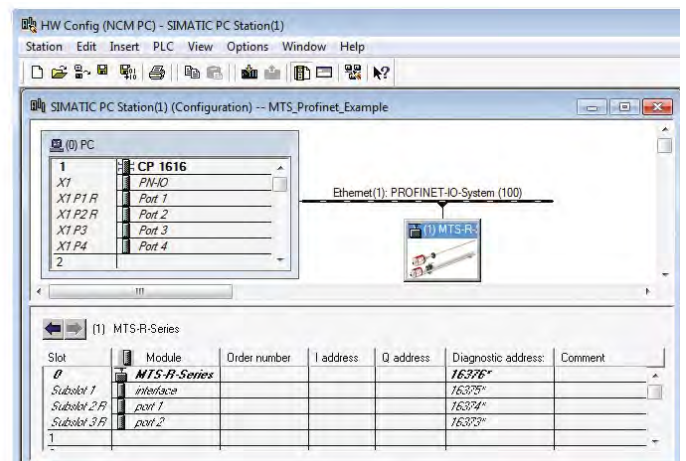 HW Config (NCM PC) - SIMATIC PC Station(1)
Station Edit Insert PLC View Options Window Help
SIMATIC PC Station(1) (Configuration) -- MTS_Profinet_Example
(0) PC
1 CP 1616
X1 PN-IO
X1 P1 R Port 1
X1 P2 R Port 2
X1 P3 Port 3
X1 P4 Port 4
2
Ethernet(1): PROFINET-IO-System (100)
(1) MTS-R-S
(1) MTS-R-Series
Slot Module Order number I address Q address Diagnostic address: Comment
0 MTS-R-Series 16376*
Subslot 1 interface 16375*
Subslot 2 R port 1 16374*
Subslot 3 R port 2 16373*
1